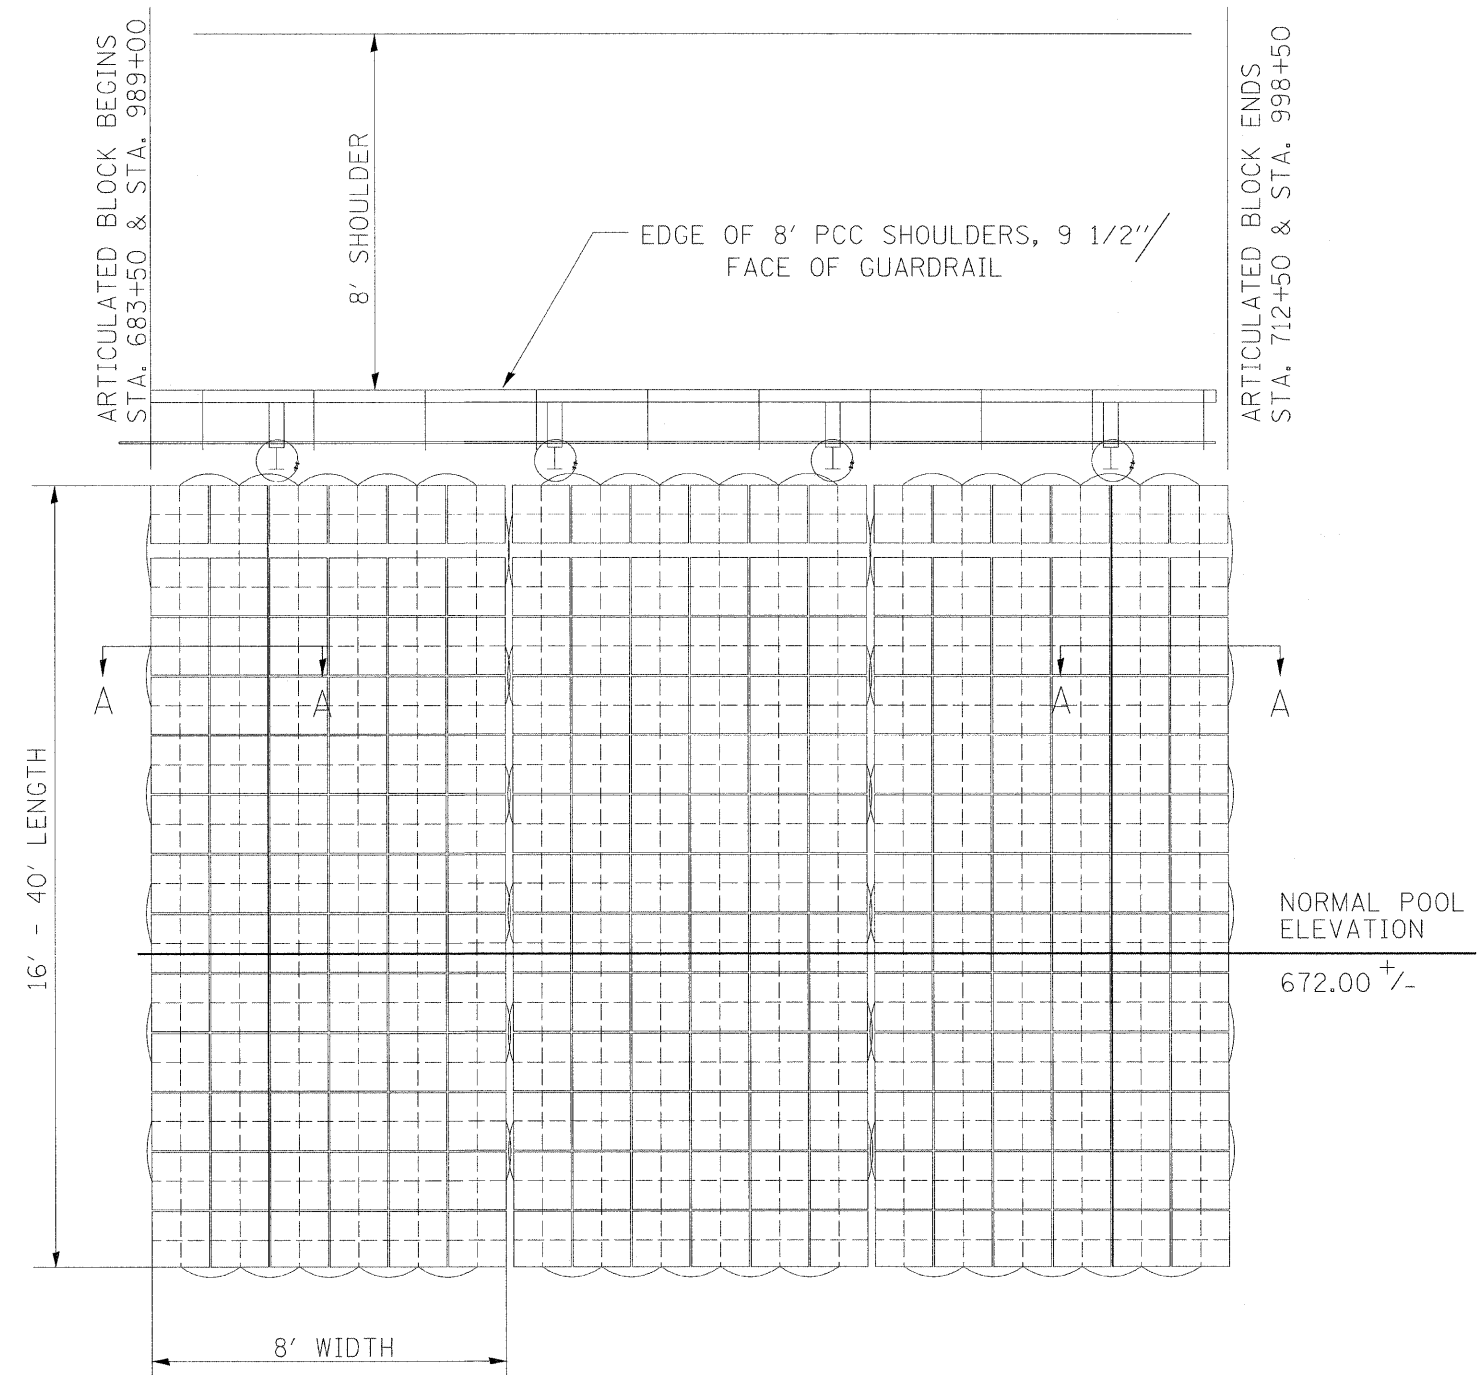 ARTICULATED BLOCK BEGINS
STA. 683+50 & STA. 989+00
8' SHOULDER
EDGE OF 8' PCC SHOULDERS, 9 1/2"/
FACE OF GUARDRAIL
ARTICULATED BLOCK ENDS
STA. 712+50 & STA. 998+50
A
A
A
A
16' - 40' LENGTH
NORMAL POOL
ELEVATION
672.00 +/-
8' WIDTH